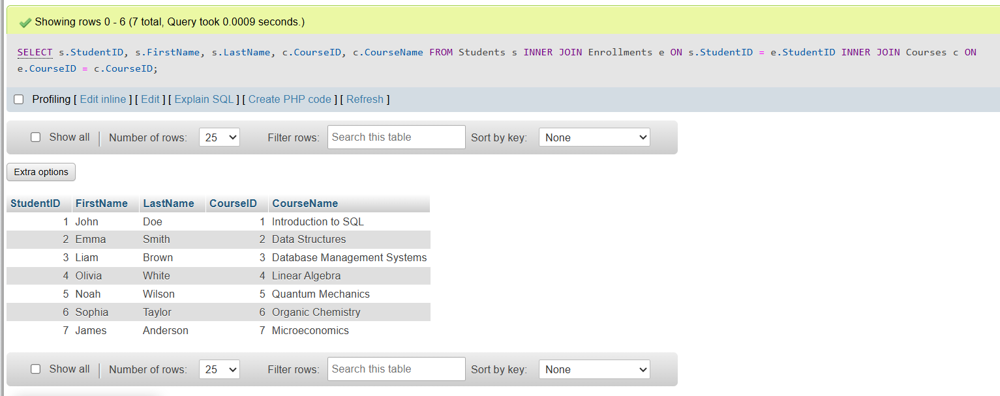 Showing rows 0 - 6 (7 total, Query took 0.0009 seconds.)
SELECT s.StudentID, s.FirstName, s.LastName, c.CourseID, c.CourseName FROM Students s INNER JOIN Enrollments e ON s.StudentID = e.StudentID INNER JOIN Courses c ON
e.CourseID = c.CourseID;
Profiling [ Edit inline ] [ Edit ] [ Explain SQL ] [ Create PHP code ] [ Refresh ]
Show all | Number of rows: 25 Filter rows: Search this table Sort by key: None
Extra options
StudentID FirstName LastName CourseID CourseName
1 John Doe 1 Introduction to SQL
2 Emma Smith 2 Data Structures
3 Liam Brown 3 Database Management Systems
4 Olivia White 4 Linear Algebra
5 Noah Wilson 5 Quantum Mechanics
6 Sophia Taylor 6 Organic Chemistry
7 James Anderson 7 Microeconomics
Show all | Number of rows: 25 Filter rows: Search this table Sort by key: None